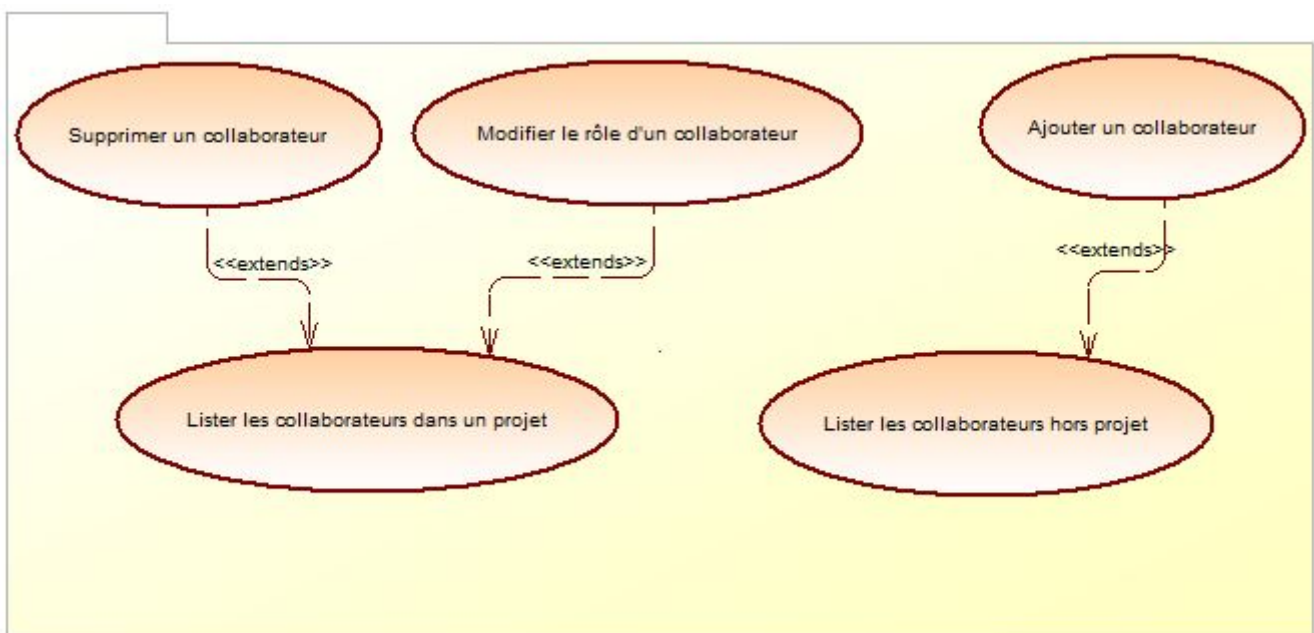 Supprimer un collaborateur
Modifier le rôle d'un collaborateur
Ajouter un collaborateur
<<extends>>
<<extends>>
<<extends>>
Lister les collaborateurs dans un projet
Lister les collaborateurs hors projet